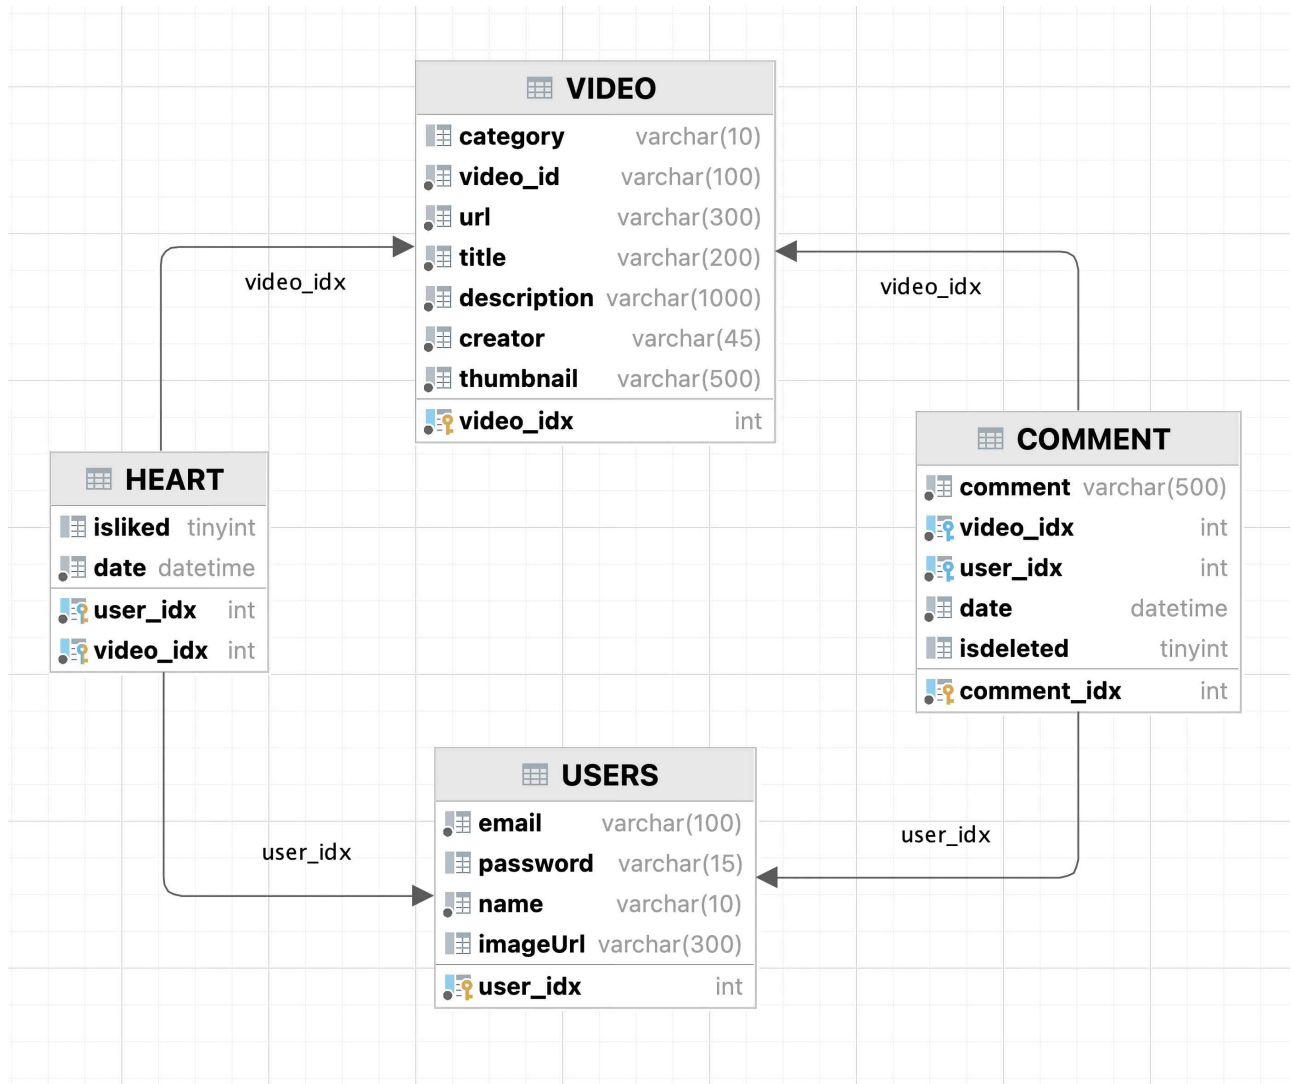 VIDEO
category varchar(10)
video_id varchar(100)
url varchar(300)
title varchar(200)
description varchar(1000)
creator varchar(45)
thumbnail varchar(500)
video_idx int
video_idx
video_idx
HEART
isliked tinyint
date datetime
user_idx int
video_idx int
COMMENT
comment varchar(500)
video_idx int
user_idx int
date datetime
isdeleted tinyint
comment_idx int
user_idx
user_idx
USERS
email varchar(100)
password varchar(15)
name varchar(10)
imageUrl varchar(300)
user_idx int